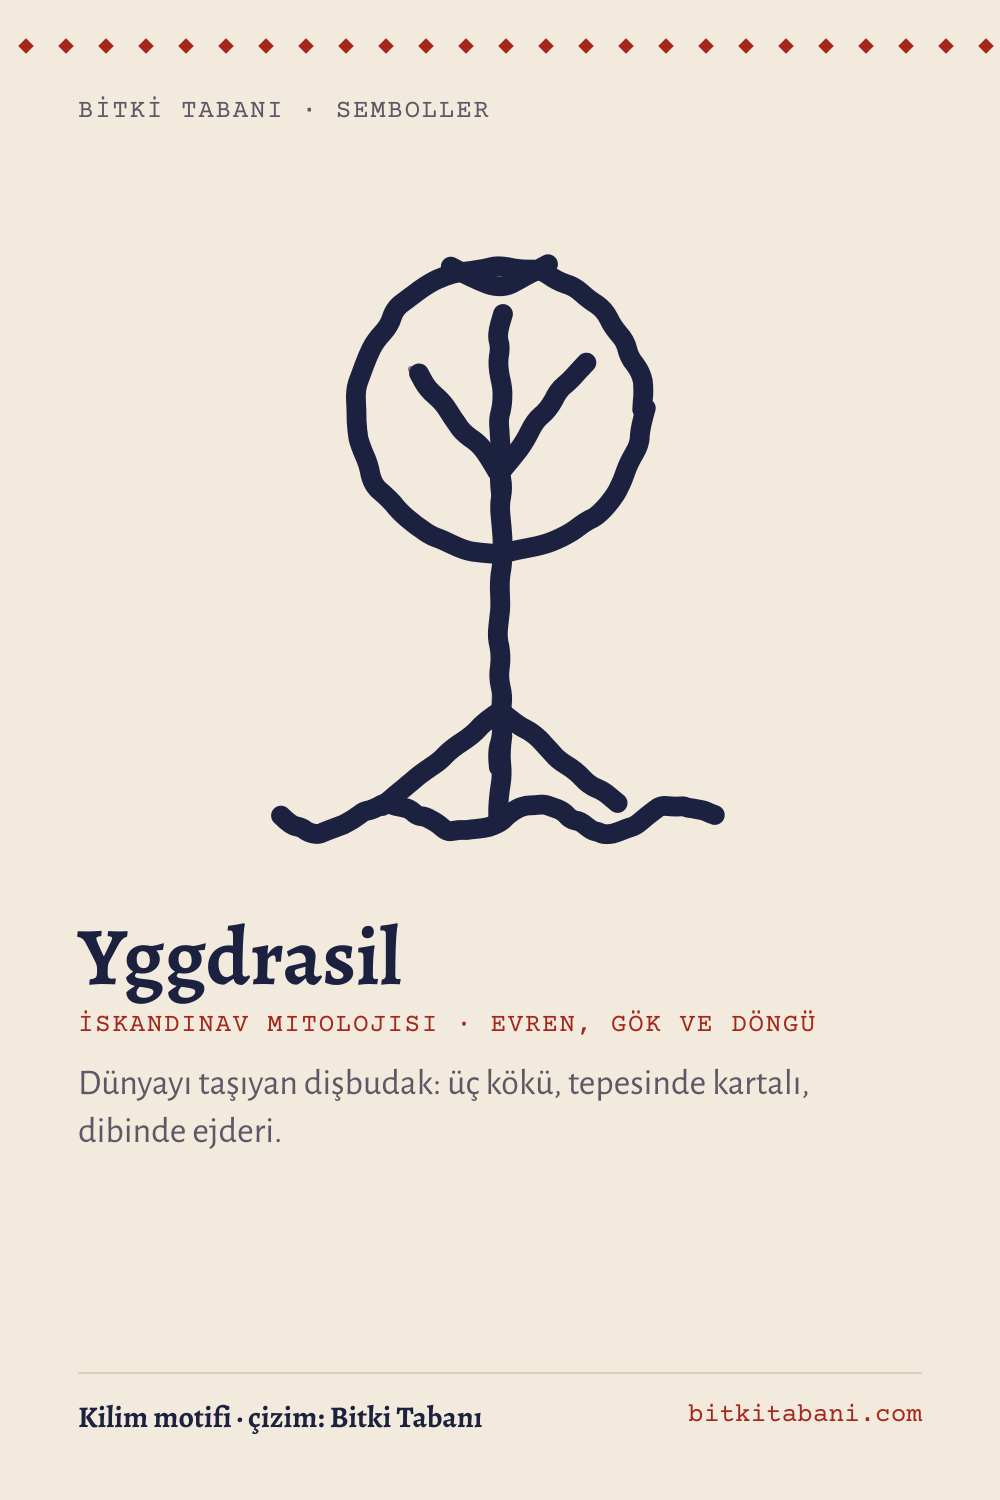 BİTKİ TABANI · SEMBOLLER
Yggdrasil
İSKANDINAV MITOLOJISI · EVREN, GÖK VE DÖNGÜ
Dünyayı taşıyan dişbudak: üç kökü, tepesinde kartalı,
dibinde ejderi.
Kilim motifi · çizim: Bitki Tabanı
bitkitabani.com